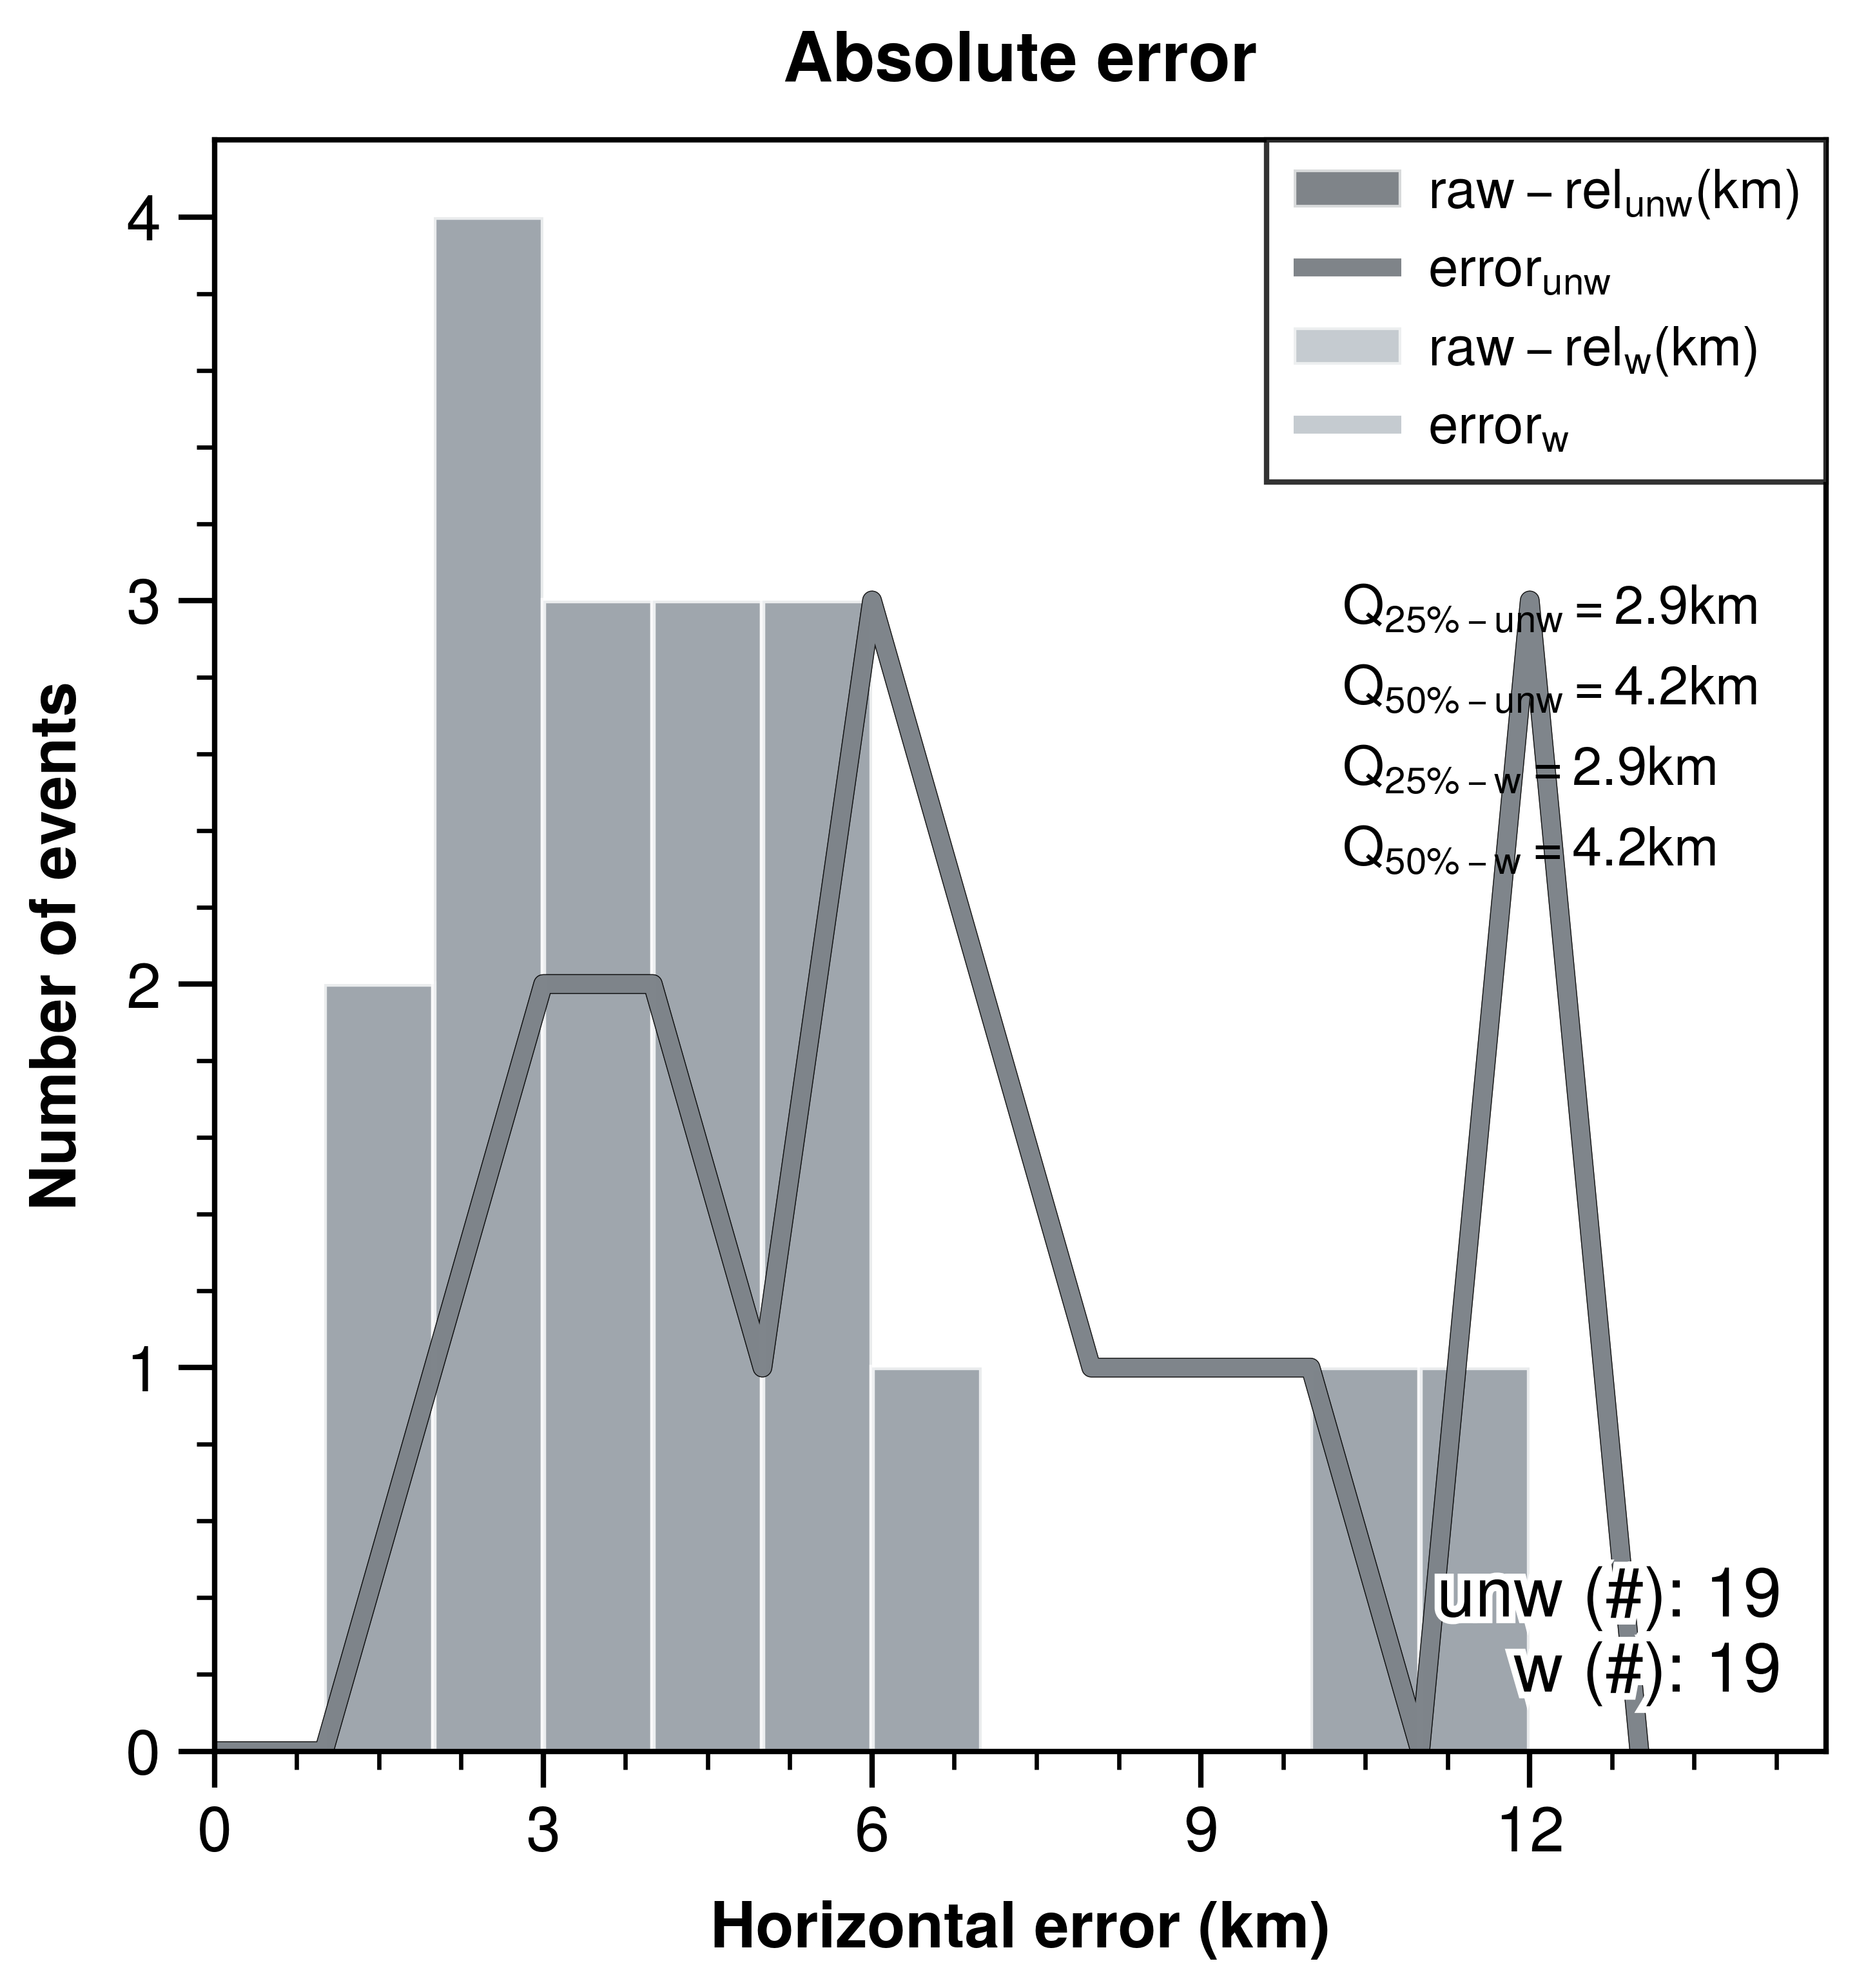 Absolute error
raw – rel_unw(km)
error_unw
raw – rel_w(km)
error_w
Q_25% – unw = 2.9km
Q_50% – unw = 4.2km
Q_25% – w = 2.9km
Q_50% – w = 4.2km
unw (#): 19
w (#): 19
4
3
2
1
0
Number of events
0 3 6 9 12
Horizontal error (km)